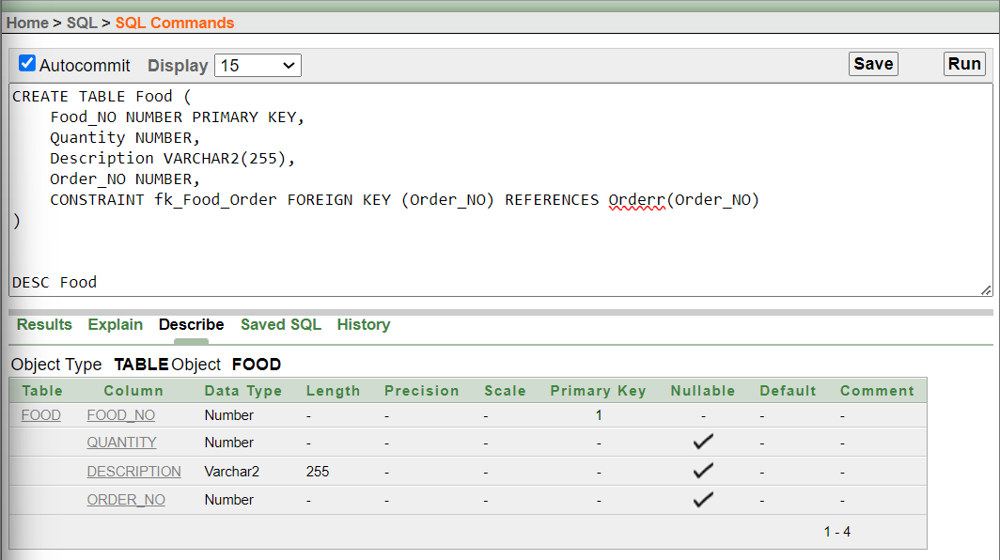 Home > SQL > SQL Commands
Autocommit Display 15 Save Run
CREATE TABLE Food (
    Food_NO NUMBER PRIMARY KEY,
    Quantity NUMBER,
    Description VARCHAR2(255),
    Order_NO NUMBER,
    CONSTRAINT fk_Food_Order FOREIGN KEY (Order_NO) REFERENCES Orderr(Order_NO)
)
DESC Food
Results Explain Describe Saved SQL History
Object Type TABLE Object FOOD
Table Column Data Type Length Precision Scale Primary Key Nullable Default Comment
FOOD FOOD_NO Number - - - 1 - - -
QUANTITY Number - - - - ✓ - -
DESCRIPTION Varchar2 255 - - - ✓ - -
ORDER_NO Number - - - - ✓ - -
1 - 4